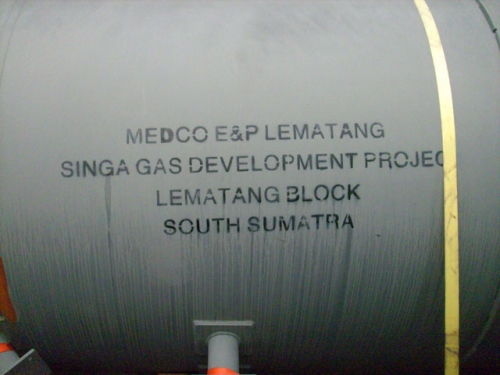 MEDCO E&P LEMATANG
SINGA GAS DEVELOPMENT PROJEC
LEMATANG BLOCK
SOUTH SUMATRA